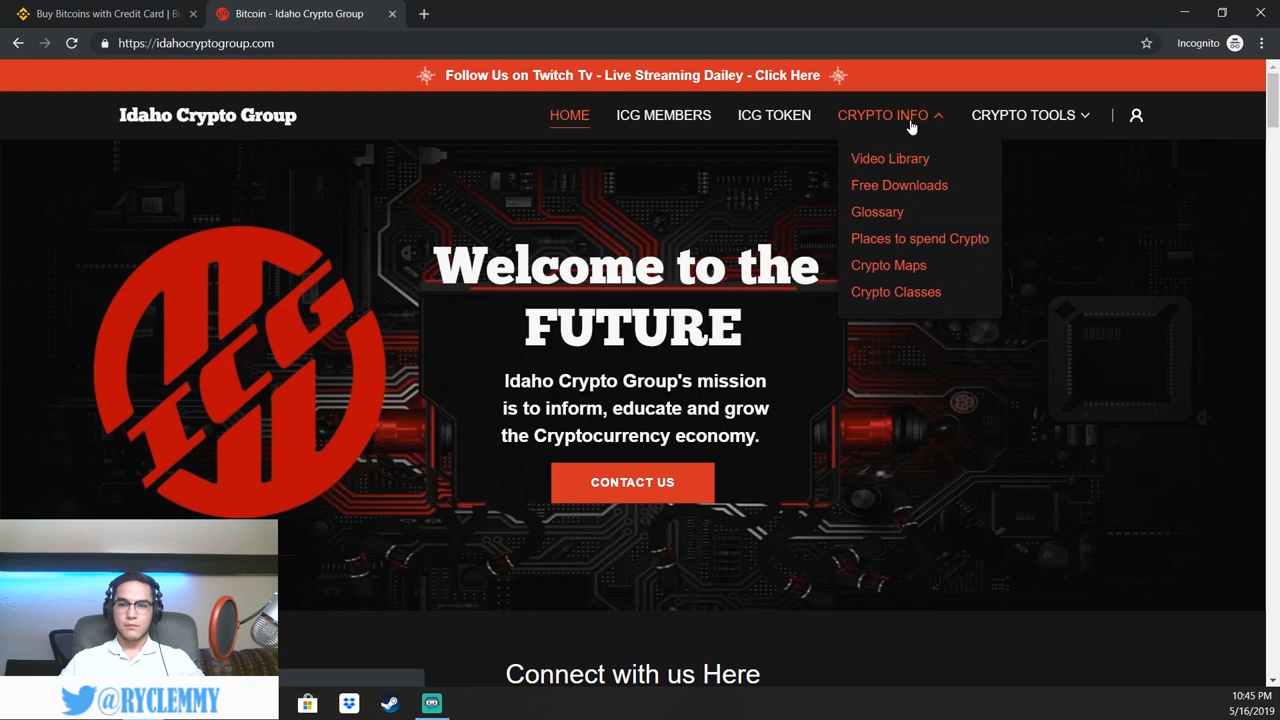 Buy Bitcoins with Credit Card | Bu
Bitcoin - Idaho Crypto Group
https://idahocryptogroup.com
Incognito
Follow Us on Twitch Tv - Live Streaming Dailey - Click Here
Idaho Crypto Group
HOME
ICG MEMBERS
ICG TOKEN
CRYPTO INFO
CRYPTO TOOLS
Video Library
Free Downloads
Glossary
Places to spend Crypto
Crypto Maps
Crypto Classes
ICG
Welcome to the
FUTURE
Idaho Crypto Group's mission
is to inform, educate and grow
the Cryptocurrency economy.
CONTACT US
Connect with us Here
@RYCLEMMY
10:45 PM
5/16/2019